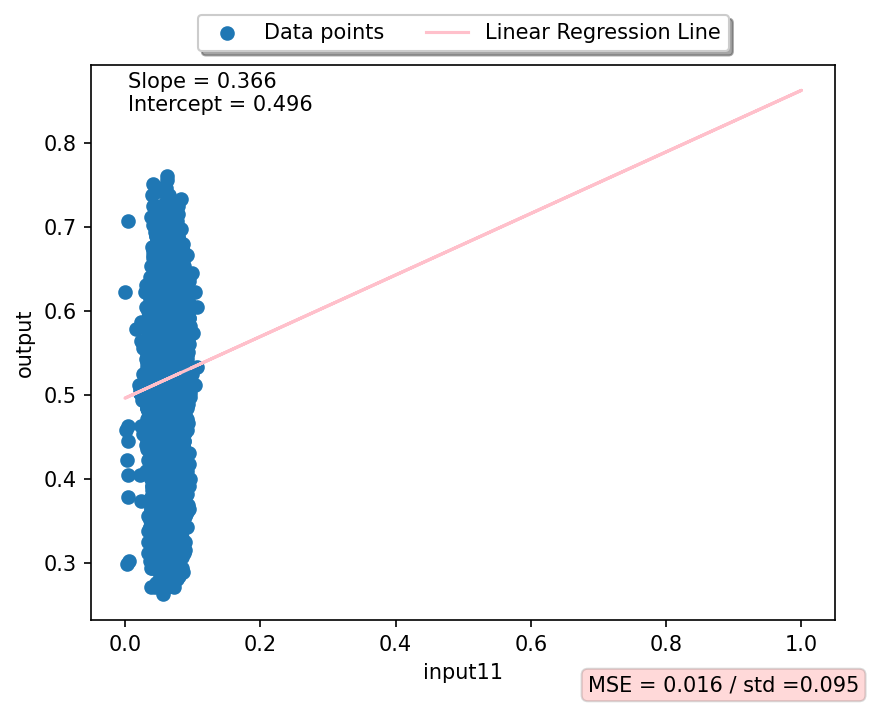 Data points Linear Regression Line
Slope = 0.366
Intercept = 0.496
0.8
0.7
0.6
0.5
0.4
0.3
output
0.0 0.2 0.4 0.6 0.8 1.0
input11
MSE = 0.016 / std =0.095